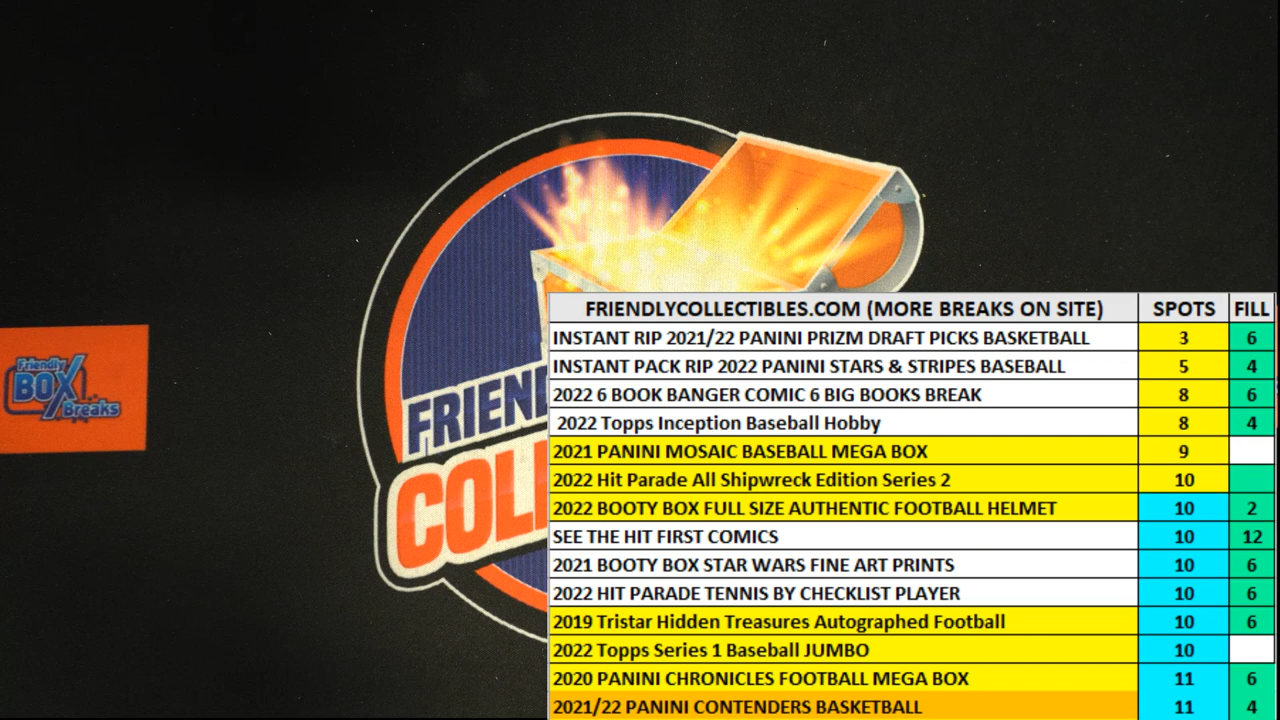 Friendly
BOX
Breaks
FRIEND
COLL
FRIENDLYCOLLECTIBLES.COM (MORE BREAKS ON SITE) SPOTS FILL
INSTANT RIP 2021/22 PANINI PRIZM DRAFT PICKS BASKETBALL 3 6
INSTANT PACK RIP 2022 PANINI STARS & STRIPES BASEBALL 5 4
2022 6 BOOK BANGER COMIC 6 BIG BOOKS BREAK 8 6
2022 Topps Inception Baseball Hobby 8 4
2021 PANINI MOSAIC BASEBALL MEGA BOX 9
2022 Hit Parade All Shipwreck Edition Series 2 10
2022 BOOTY BOX FULL SIZE AUTHENTIC FOOTBALL HELMET 10 2
SEE THE HIT FIRST COMICS 10 12
2021 BOOTY BOX STAR WARS FINE ART PRINTS 10 6
2022 HIT PARADE TENNIS BY CHECKLIST PLAYER 10 6
2019 Tristar Hidden Treasures Autographed Football 10 6
2022 Topps Series 1 Baseball JUMBO 10
2020 PANINI CHRONICLES FOOTBALL MEGA BOX 11 6
2021/22 PANINI CONTENDERS BASKETBALL 11 4